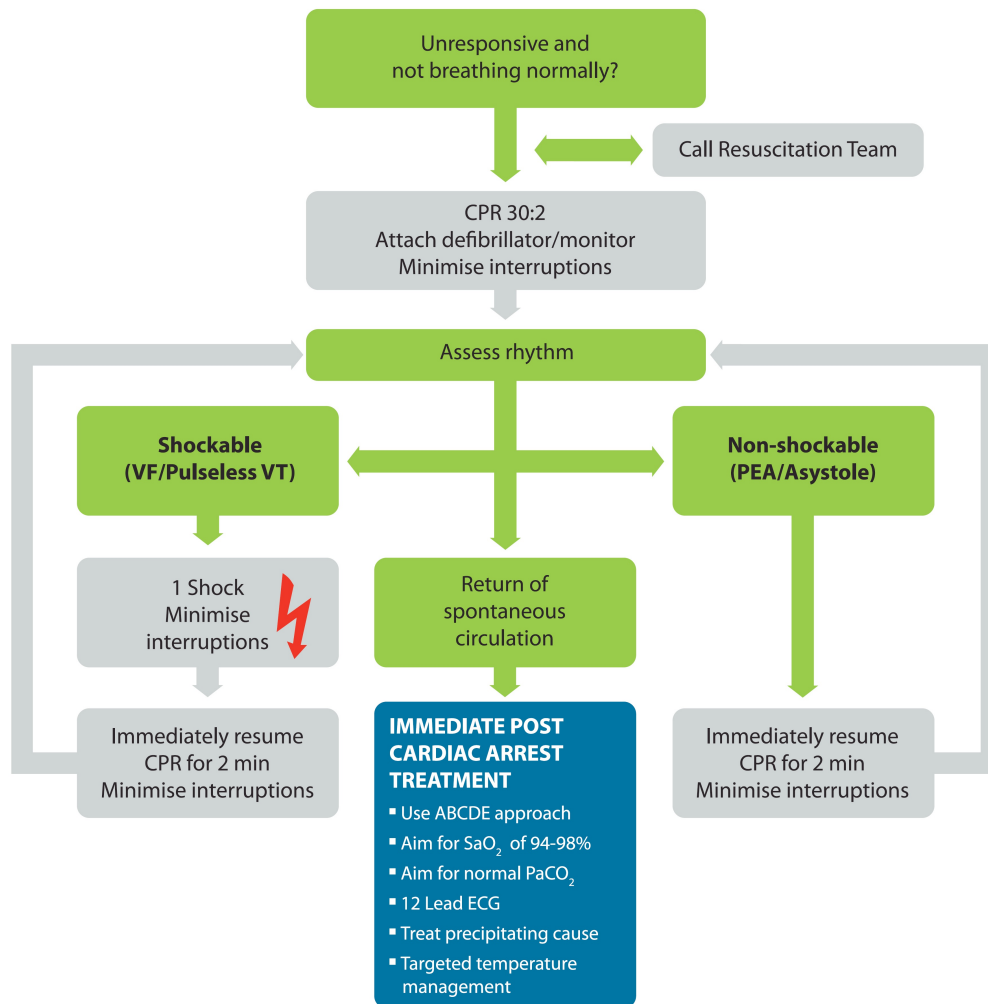 Unresponsive and
not breathing normally?
Call Resuscitation Team
CPR 30:2
Attach defibrillator/monitor
Minimise interruptions
Assess rhythm
Shockable
(VF/Pulseless VT)
Non-shockable
(PEA/Asystole)
1 Shock
Minimise
interruptions
Return of
spontaneous
circulation
Immediately resume
CPR for 2 min
Minimise interruptions
IMMEDIATE POST
CARDIAC ARREST
TREATMENT
▪ Use ABCDE approach
▪ Aim for SaO₂ of 94-98%
▪ Aim for normal PaCO₂
▪ 12 Lead ECG
▪ Treat precipitating cause
▪ Targeted temperature
management
Immediately resume
CPR for 2 min
Minimise interruptions